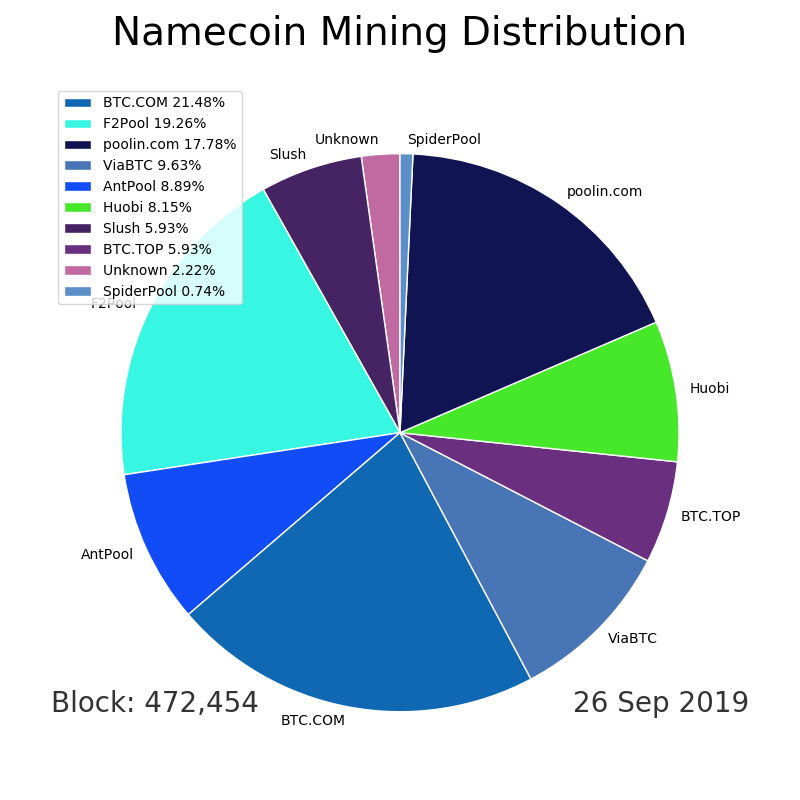 Namecoin Mining Distribution
BTC.COM 21.48%
F2Pool 19.26%
poolin.com 17.78%
ViaBTC 9.63%
AntPool 8.89%
Huobi 8.15%
Slush 5.93%
BTC.TOP 5.93%
Unknown 2.22%
SpiderPool 0.74%
Unknown
SpiderPool
Slush
poolin.com
F2Pool
Huobi
BTC.TOP
AntPool
ViaBTC
BTC.COM
Block: 472,454
26 Sep 2019